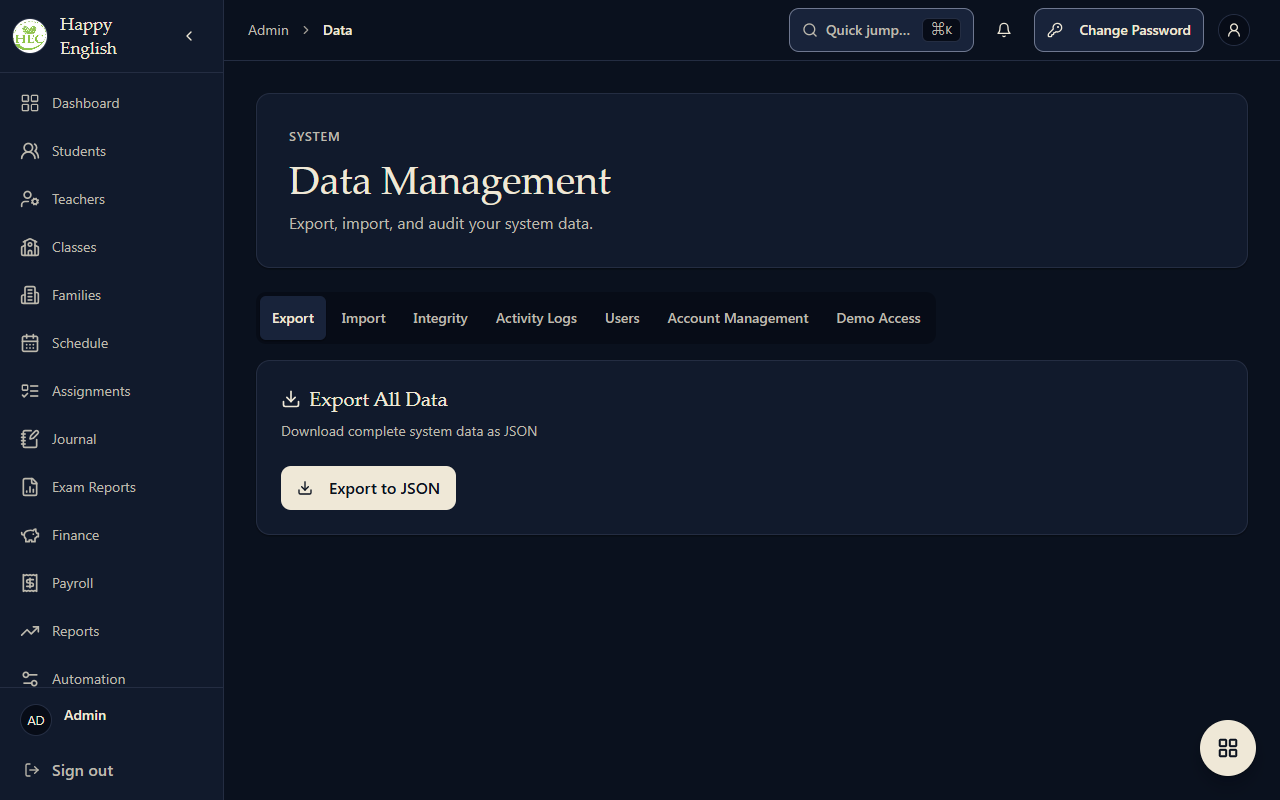 HEC
Happy
English
Admin
Data
Quick jump...
⌘K
Change Password
Dashboard
Students
Teachers
Classes
Families
Schedule
Assignments
Journal
Exam Reports
Finance
Payroll
Reports
Automation
AD
Admin
Sign out
SYSTEM
Data Management
Export, import, and audit your system data.
Export
Import
Integrity
Activity Logs
Users
Account Management
Demo Access
Export All Data
Download complete system data as JSON
Export to JSON